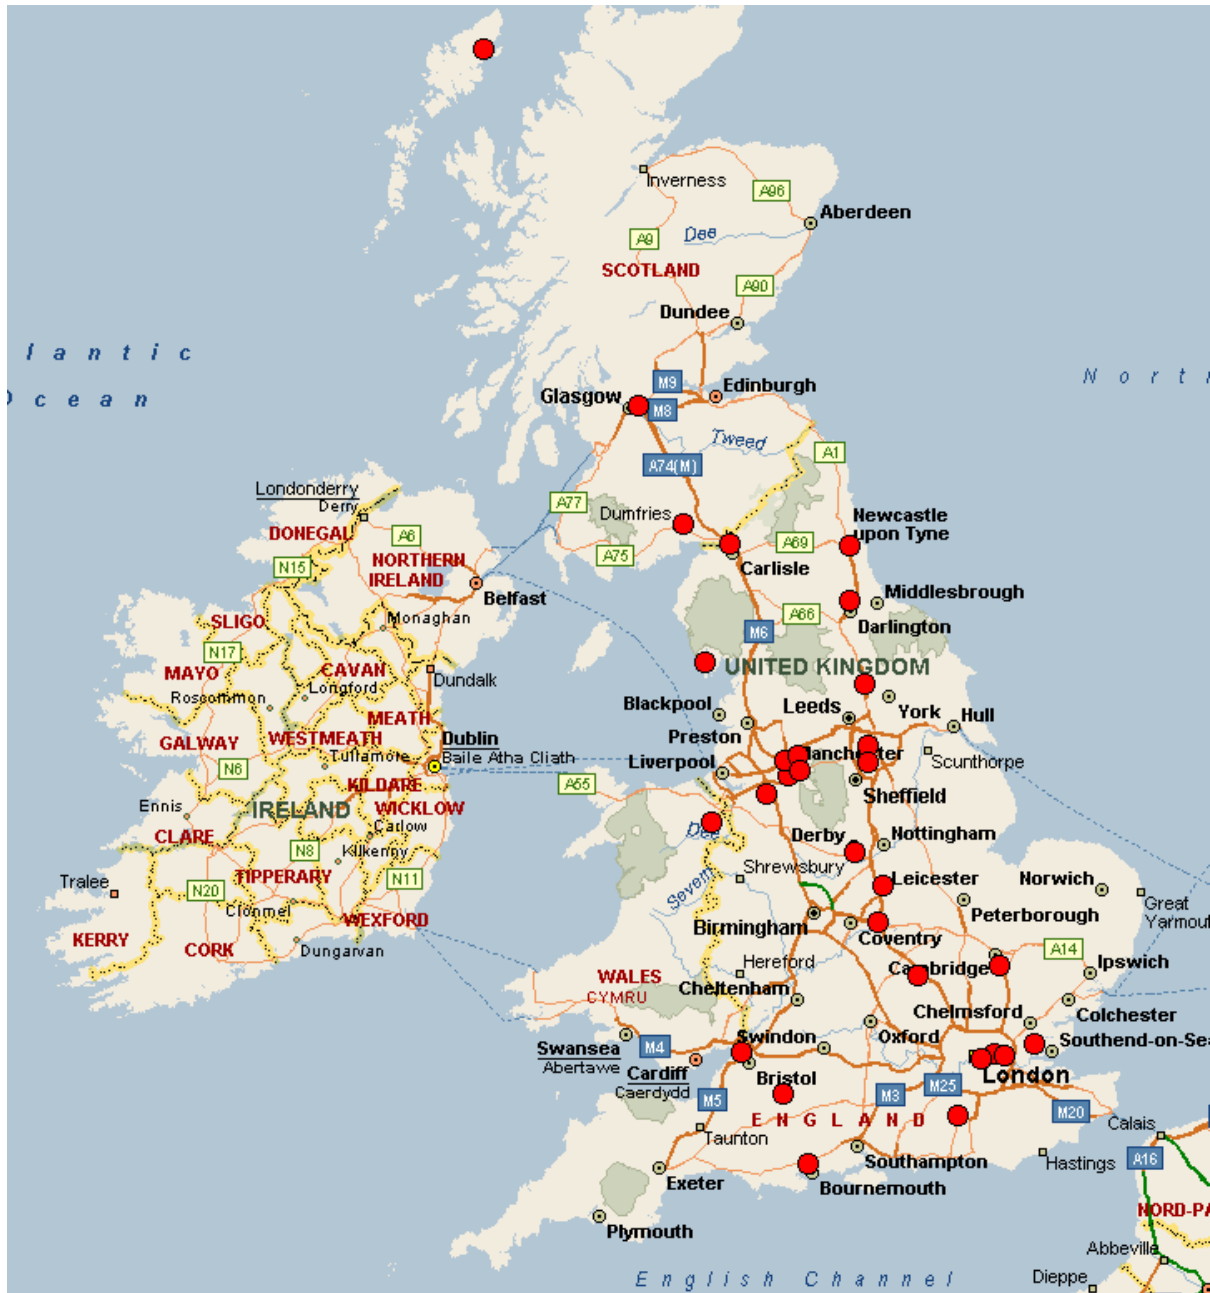 Inverness
A96
Aberdeen
A9
Dee
SCOTLAND
A90
Dundee
lantic
Ocean
North
M9
Edinburgh
Glasgow
M8
Tweed
A1
A74(M)
Londonderry
Derry
A77
Dumfries
Newcastle
upon Tyne
DONEGAL
A6
A75
A69
N15
NORTHERN
IRELAND
Carlisle
Belfast
Middlesbrough
SLIGO
Monaghan
A66
Darlington
M6
N17
MAYO
CAVAN
UNITED KINGDOM
Roscommon
Longford
Dundalk
Blackpool
Leeds
York
Hull
MEATH
GALWAY
WESTMEATH
Dublin
Baile Atha Cliath
Preston
Manchester
Scunthorpe
N6
Tullamore
Liverpool
A55
KILDARE
Sheffield
Ennis
IRELAND
WICKLOW
Carlow
Dee
Derby
Nottingham
CLARE
N8
Kilkenny
Shrewsbury
Tralee
N20
TIPPERARY
N11
Severn
Leicester
Norwich
Great
Yarmout
Clonmel
WEXFORD
Peterborough
KERRY
CORK
Dungarvan
Birmingham
Coventry
A14
WALES
CYMRU
Hereford
Cambridge
Ipswich
Cheltenham
Chelmsford
Colchester
Swansea
Abertawe
M4
Swindon
Oxford
Southend-on-Sea
Cardiff
Caerdydd
Bristol
London
M25
M5
M3
M20
ENGLAND
Taunton
Calais
Southampton
Hastings
A16
Exeter
Bournemouth
Plymouth
NORD-PA
Abbeville
English Channel
Dieppe